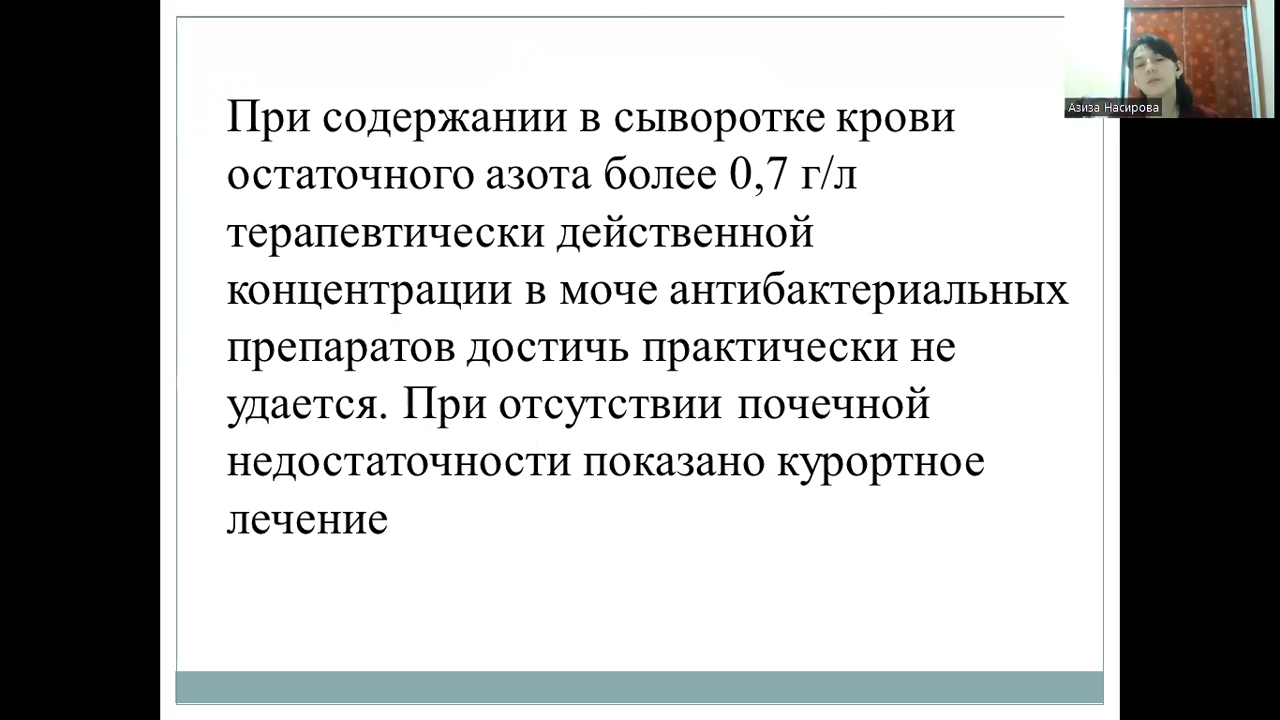 При содержании в сыворотке крови
остаточного азота более 0,7 г/л
терапевтически действенной
концентрации в моче антибактериальных
препаратов достичь практически не
удается. При отсутствии почечной
недостаточности показано курортное
лечение
Азиза Насирова